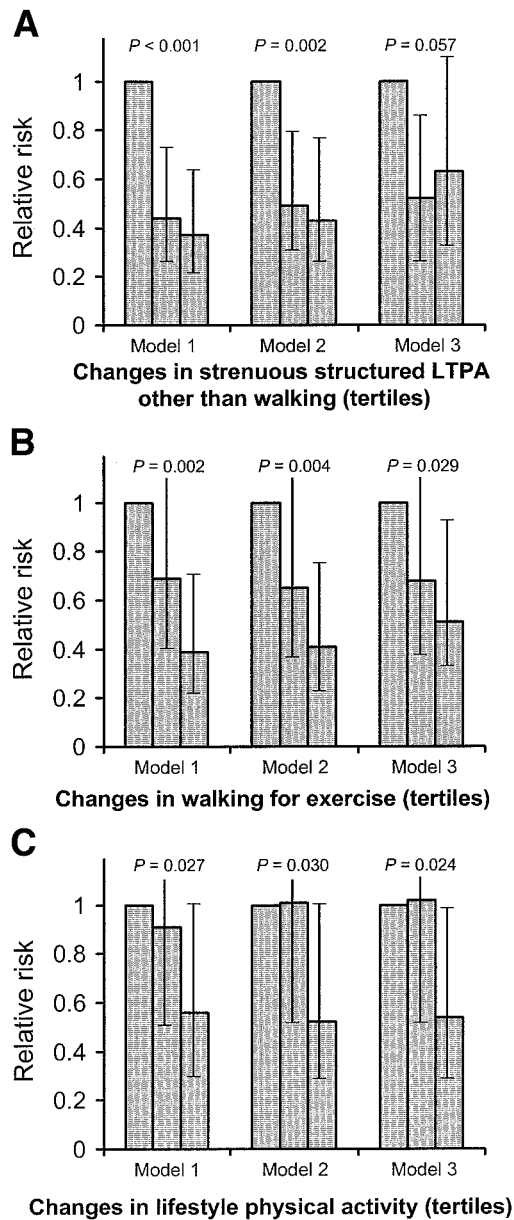 A
P < 0.001 P = 0.002 P = 0.057
Relative risk
1
0.8
0.6
0.4
0.2
0
Model 1 Model 2 Model 3
Changes in strenuous structured LTPA
other than walking (tertiles)
B
P = 0.002 P = 0.004 P = 0.029
Relative risk
1
0.8
0.6
0.4
0.2
0
Model 1 Model 2 Model 3
Changes in walking for exercise (tertiles)
C
P = 0.027 P = 0.030 P = 0.024
Relative risk
1
0.8
0.6
0.4
0.2
0
Model 1 Model 2 Model 3
Changes in lifestyle physical activity (tertiles)